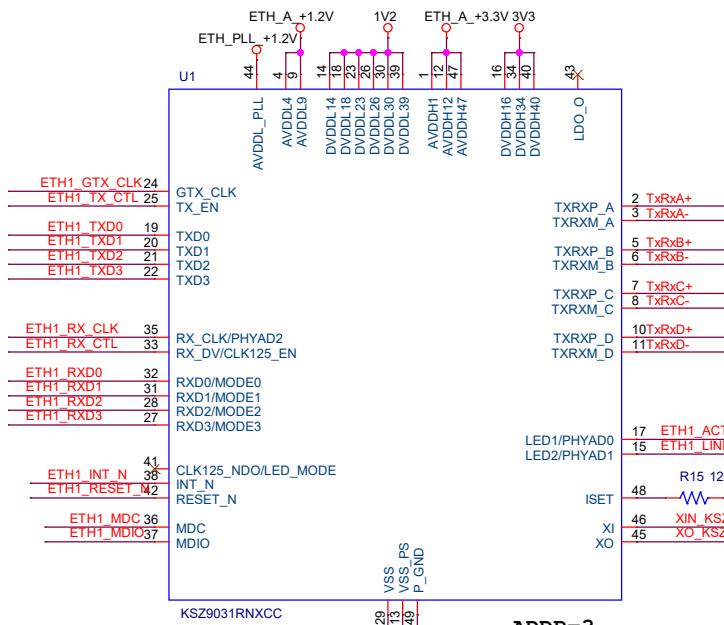 ETH_A_+1.2V 1V2 ETH_A_+3.3V 3V3
ETH_PLL_+1.2V
U1
44 4 9 14 18 23 26 30 39 1 12 47 16 34 40 43
AVDDL_PLL AVDDL4 AVDDL9 DVDDL14 DVDDL18 DVDDL23 DVDDL26 DVDDL30 DVDDL39 AVDDH1 AVDDH12 AVDDH47 DVDDH16 DVDDH34 DVDDH40 LDO_O
ETH1_GTX_CLK 24 GTX_CLK
ETH1_TX_CTL 25 TX_EN
TXRXP_A 2 TxRxA+
TXRXM_A 3 TxRxA-
ETH1_TXD0 19 TXD0
ETH1_TXD1 20 TXD1
ETH1_TXD2 21 TXD2
ETH1_TXD3 22 TXD3
TXRXP_B 5 TxRxB+
TXRXM_B 6 TxRxB-
TXRXP_C 7 TxRxC+
TXRXM_C 8 TxRxC-
ETH1_RX_CLK 35 RX_CLK/PHYAD2
ETH1_RX_CTL 33 RX_DV/CLK125_EN
TXRXP_D 10 TxRxD+
TXRXM_D 11 TxRxD-
ETH1_RXD0 32 RXD0/MODE0
ETH1_RXD1 31 RXD1/MODE1
ETH1_RXD2 28 RXD2/MODE2
ETH1_RXD3 27 RXD3/MODE3
LED1/PHYAD0 17 ETH1_ACT
LED2/PHYAD1 15
41 CLK125_NDO/LED_MODE
ETH1_INT_N 38 INT_N
ETH1_RESET_N 42 RESET_N
R15 12
ISET 48
ETH1_MDC 36 MDC
ETH1_MDIO 37 MDIO
XI 46
XO 45
VSS VSS_PS P_GND
29 13 49
KSZ9031RNXCC